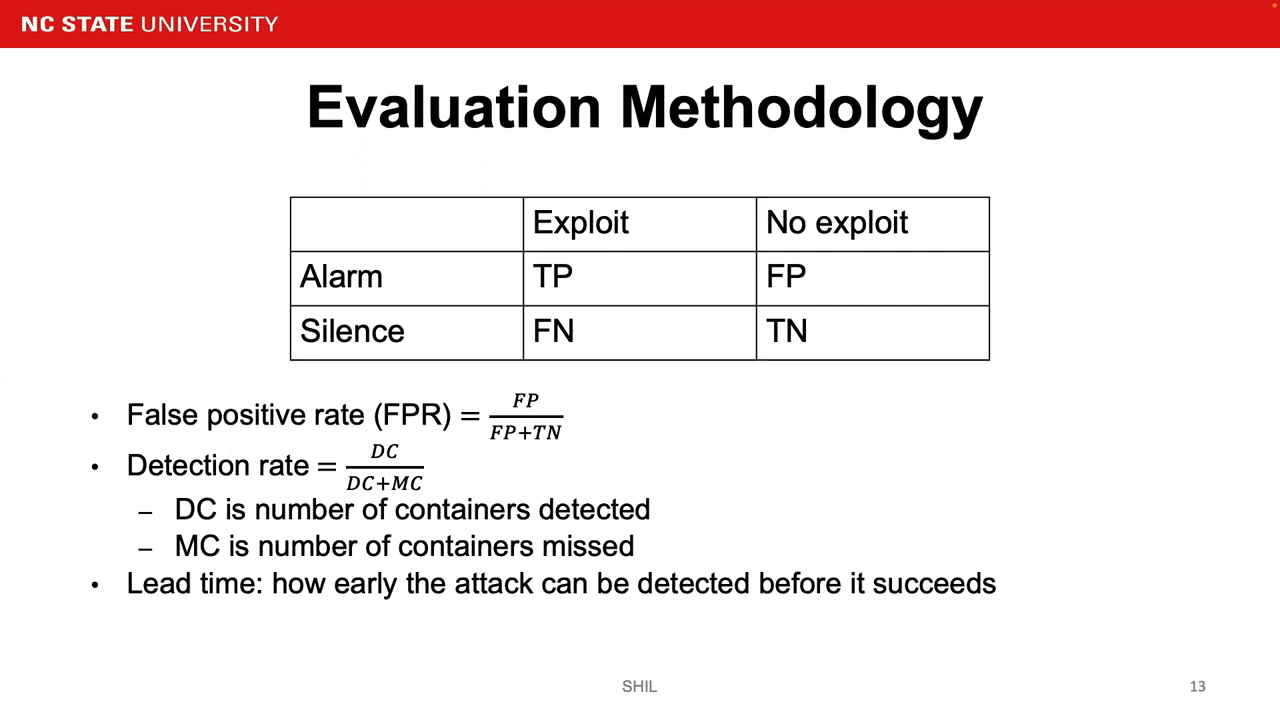 NC STATE UNIVERSITY
Evaluation Methodology
Exploit No exploit
Alarm TP FP
Silence FN TN
• False positive rate (FPR) = FP/(FP+TN)
• Detection rate = DC/(DC+MC)
– DC is number of containers detected
– MC is number of containers missed
• Lead time: how early the attack can be detected before it succeeds
SHIL 13